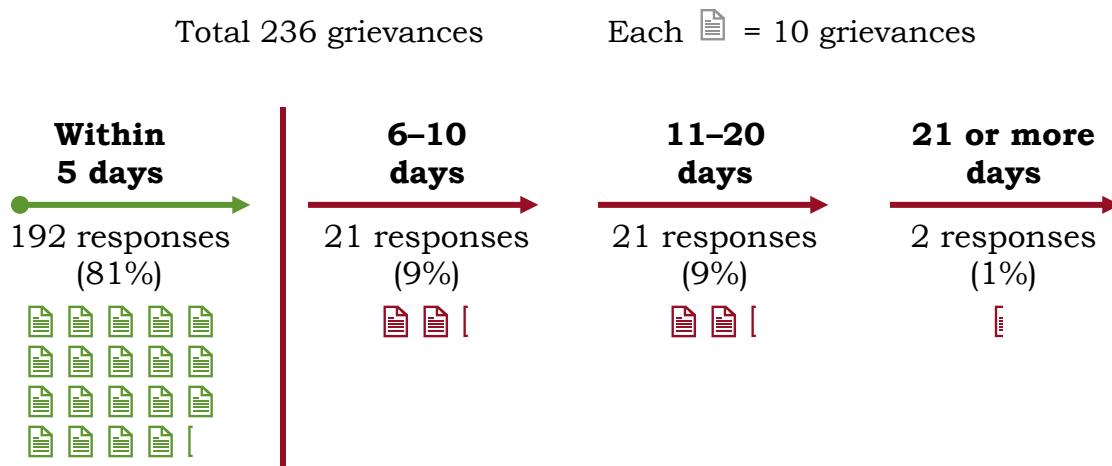 Total 236 grievances
Each = 10 grievances
Within
5 days
192 responses
(81%)
6–10
days
21 responses
(9%)
11–20
days
21 responses
(9%)
21 or more
days
2 responses
(1%)